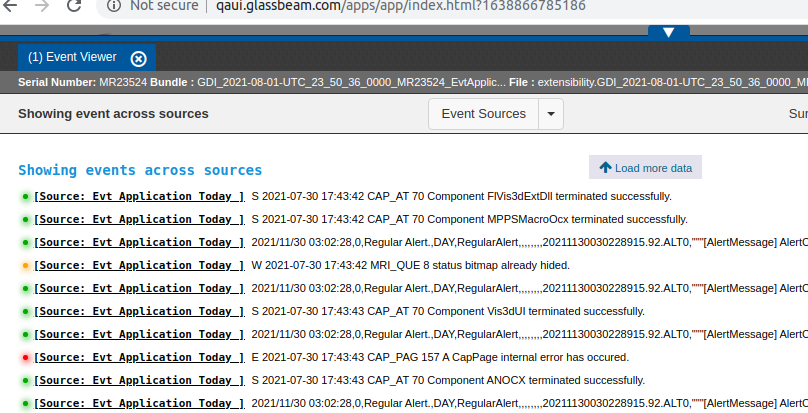 Not secure | qaui.glassbeam.com/apps/app/index.html?1638866785186
(1) Event Viewer
Serial Number: MR23524 Bundle : GDI_2021-08-01-UTC_23_50_36_0000_MR23524_EvtApplic... File : extensibility.GDI_2021-08-01-UTC_23_50_36_0000_M
Showing event across sources
Event Sources
Sur
Showing events across sources
Load more data
[Source: Evt Application Today ] S 2021-07-30 17:43:42 CAP_AT 70 Component FlVis3dExtDll terminated successfully.
[Source: Evt Application Today ] S 2021-07-30 17:43:42 CAP_AT 70 Component MPPSMacroOcx terminated successfully.
[Source: Evt Application Today ] 2021/11/30 03:02:28,0,Regular Alert.,DAY,RegularAlert,,,,,,,,20211130030228915.92.ALT0,"""[AlertMessage] AlertC
[Source: Evt Application Today ] W 2021-07-30 17:43:42 MRI_QUE 8 status bitmap already hided.
[Source: Evt Application Today ] 2021/11/30 03:02:28,0,Regular Alert.,DAY,RegularAlert,,,,,,,,20211130030228915.92.ALT0,"""[AlertMessage] AlertC
[Source: Evt Application Today ] S 2021-07-30 17:43:43 CAP_AT 70 Component Vis3dUI terminated successfully.
[Source: Evt Application Today ] 2021/11/30 03:02:28,0,Regular Alert.,DAY,RegularAlert,,,,,,,,20211130030228915.92.ALT0,"""[AlertMessage] AlertC
[Source: Evt Application Today ] E 2021-07-30 17:43:43 CAP_PAG 157 A CapPage internal error has occured.
[Source: Evt Application Today ] S 2021-07-30 17:43:43 CAP_AT 70 Component ANOCX terminated successfully.
[Source: Evt Application Today ] 2021/11/30 03:02:28,0,Regular Alert.,DAY,RegularAlert,,,,,,,,20211130030228915.92.ALT0,"""[AlertMessage] AlertC